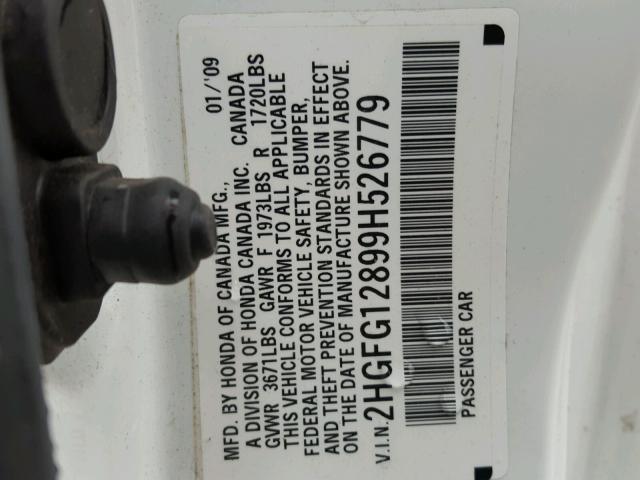 MFD. BY HONDA OF CANADA MFG., 01/'09
A DIVISION OF HONDA CANADA INC. CANADA
GVWR 3671LBS GAWR F 1973LBS R 1720LBS
THIS VEHICLE CONFORMS TO ALL APPLICABLE
FEDERAL MOTOR VEHICLE SAFETY, BUMPER,
AND THEFT PREVENTION STANDARDS IN EFFECT
ON THE DATE OF MANUFACTURE SHOWN ABOVE.
V.I.N. 2HGFG12899H526779
PASSENGER CAR